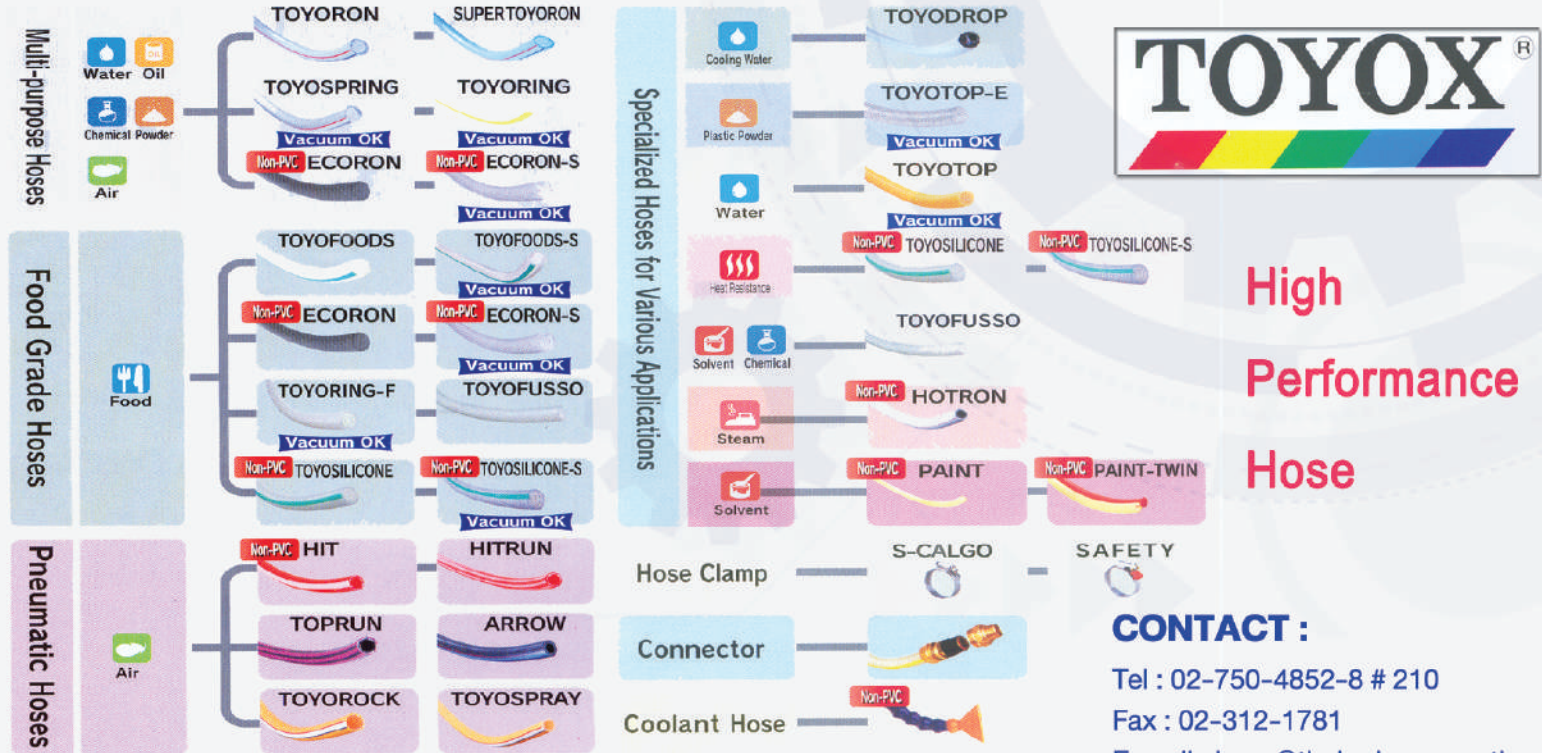 Multi-purpose Hoses
Water Oil
Chemical Powder
Air
TOYORON SUPERTOYORON
TOYOSPRING TOYORING
Vacuum OK Vacuum OK
Non-PVC ECORON Non-PVC ECORON-S
Vacuum OK
Food Grade Hoses
Food
TOYOFOODS TOYOFOODS-S
Vacuum OK
Non-PVC ECORON Non-PVC ECORON-S
Vacuum OK
TOYORING-F TOYOFUSSO
Vacuum OK
Non-PVC TOYOSILICONE Non-PVC TOYOSILICONE-S
Vacuum OK
Pneumatic Hoses
Air
Non-PVC HIT HITRUN
TOPRUN ARROW
TOYOROCK TOYOSPRAY
Specialized Hoses for Various Applications
Cooling Water
TOYODROP
Plastic Powder
TOYOTOP-E
Vacuum OK
Water
TOYOTOP
Vacuum OK
Heat Resistance
Non-PVC TOYOSILICONE Non-PVC TOYOSILICONE-S
Solvent Chemical
TOYOFUSSO
Steam
Non-PVC HOTRON
Solvent
Non-PVC PAINT Non-PVC PAINT-TWIN
Hose Clamp
S-CALGO SAFETY
Connector
Coolant Hose
Non-PVC
TOYOX ®
High
Performance
Hose
CONTACT :
Tel : 02-750-4852-8 # 210
Fax : 02-312-1781